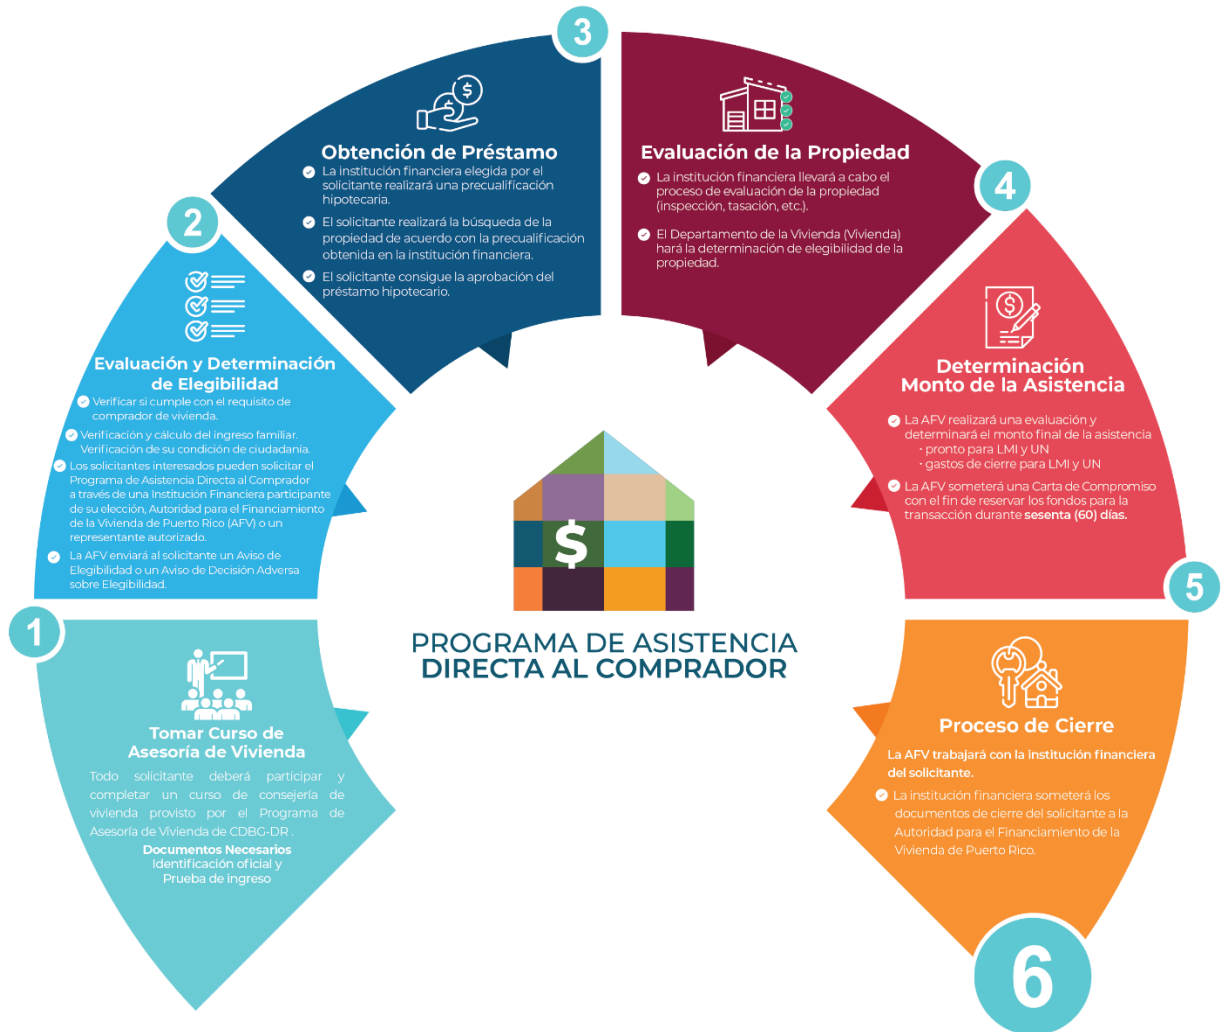 1
Tomar Curso de
Asesoría de Vivienda
Todo solicitante deberá participar y
completar un curso de consejería de
vivienda provisto por el Programa de
Asesoría de Vivienda de CDBG-DR .
Documentos Necesarios
Identificación oficial y
Prueba de ingreso
2
Evaluación y Determinación
de Elegibilidad
Verificar si cumple con el requisito de
comprador de vivienda.
Verificación y cálculo del ingreso familiar.
Verificación de su condición de ciudadanía.
Los solicitantes interesados pueden solicitar el
Programa de Asistencia Directa al Comprador
a través de una Institución Financiera participante
de su elección, Autoridad para el Financiamiento
de la Vivienda de Puerto Rico (AFV) o un
representante autorizado.
La AFV enviará al solicitante un Aviso de
Elegibilidad o un Aviso de Decisión Adversa
sobre Elegibilidad.
3
Obtención de Préstamo
La institución financiera elegida por el
solicitante realizará una precualificación
hipotecaria.
El solicitante realizará la búsqueda de la
propiedad de acuerdo con la precualificación
obtenida en la institución financiera.
El solicitante consigue la aprobación del
préstamo hipotecario.
4
Evaluación de la Propiedad
La institución financiera llevará a cabo el
proceso de evaluación de la propiedad
(inspección, tasación, etc.).
El Departamento de la Vivienda (Vivienda)
hará la determinación de elegibilidad de la
propiedad.
5
Determinación
Monto de la Asistencia
La AFV realizará una evaluación y
determinará el monto final de la asistencia
· pronto para LMI y UN
· gastos de cierre para LMI y UN
La AFV someterá una Carta de Compromiso
con el fin de reservar los fondos para la
transacción durante sesenta (60) días.
6
Proceso de Cierre
La AFV trabajará con la institución financiera
del solicitante.
La institución financiera someterá los
documentos de cierre del solicitante a la
Autoridad para el Financiamiento de la
Vivienda de Puerto Rico.
$
PROGRAMA DE ASISTENCIA
DIRECTA AL COMPRADOR